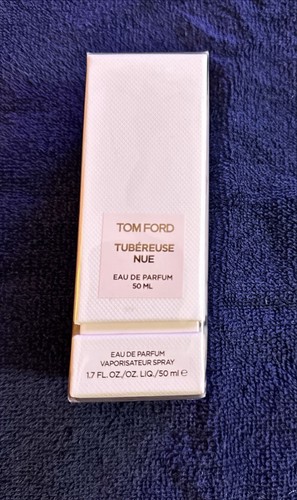 TOM FORD
TUBÉREUSE
NUE
EAU DE PARFUM
50 ML
EAU DE PARFUM
VAPORISATEUR SPRAY
1.7 FL. OZ./OZ. LIQ./50 ml ℮